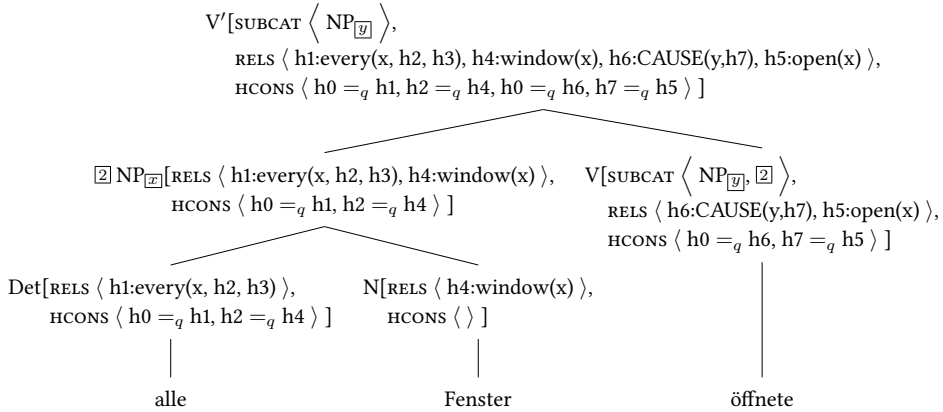 V′[SUBCAT ⟨ NP[y] ⟩,
RELS ⟨ h1:every(x, h2, h3), h4:window(x), h6:CAUSE(y,h7), h5:open(x) ⟩,
HCONS ⟨ h0 =q h1, h2 =q h4, h0 =q h6, h7 =q h5 ⟩ ]
[2] NP[x][RELS ⟨ h1:every(x, h2, h3), h4:window(x) ⟩,
HCONS ⟨ h0 =q h1, h2 =q h4 ⟩ ]
V[SUBCAT ⟨ NP[y], [2] ⟩,
RELS ⟨ h6:CAUSE(y,h7), h5:open(x) ⟩,
HCONS ⟨ h0 =q h6, h7 =q h5 ⟩ ]
Det[RELS ⟨ h1:every(x, h2, h3) ⟩,
HCONS ⟨ h0 =q h1, h2 =q h4 ⟩ ]
N[RELS ⟨ h4:window(x) ⟩,
HCONS ⟨ ⟩ ]
alle
Fenster
öffnete